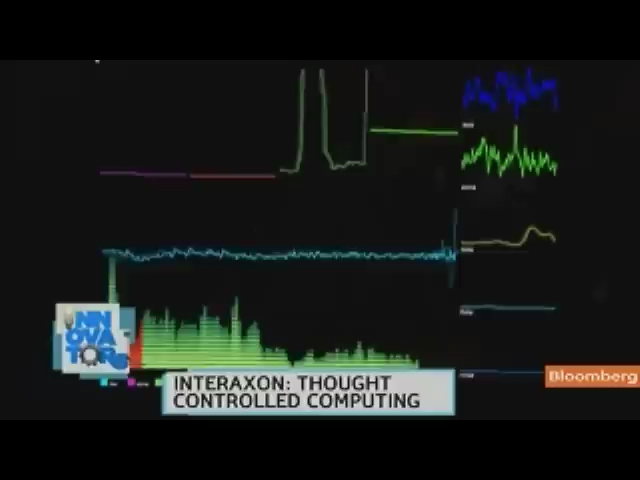 INNOVATORS
INTERAXON: THOUGHT
CONTROLLED COMPUTING
Bloomberg